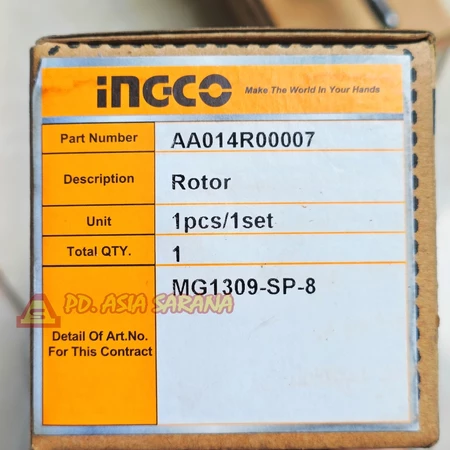 INGCO Make The World In Your Hands
Part Number AA014R00007
Description Rotor
Unit 1pcs/1set
Total QTY. 1
MG1309-SP-8
PD. ASIA SARANA
Detail Of Art.No.
For This Contract